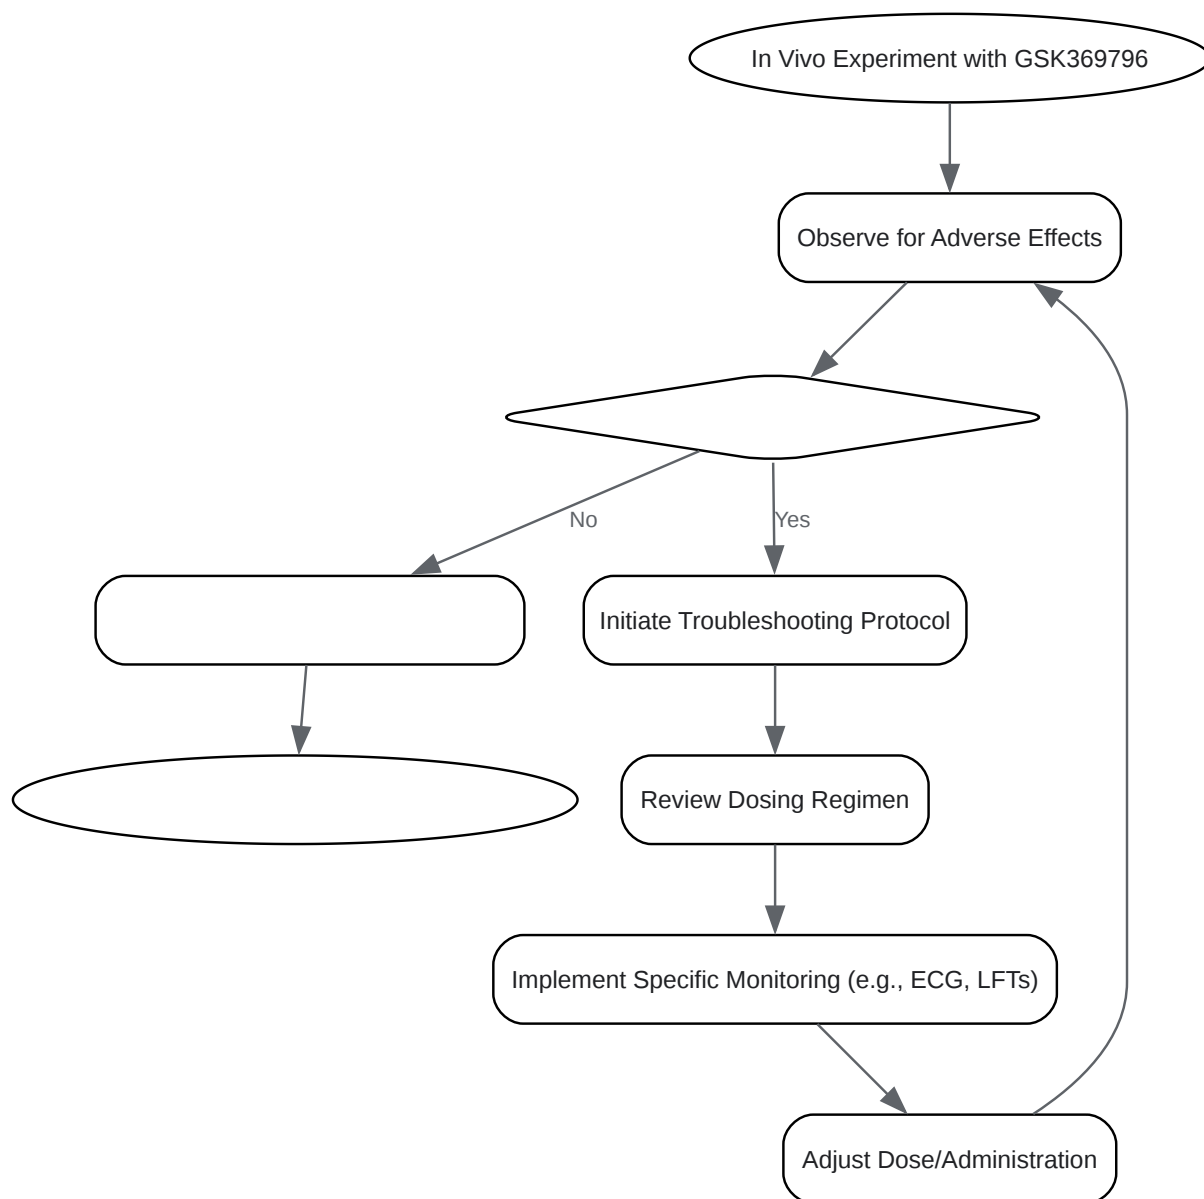 In Vivo Experiment with GSK369796
Observe for Adverse Effects
No
Yes
Initiate Troubleshooting Protocol
Review Dosing Regimen
Implement Specific Monitoring (e.g., ECG, LFTs)
Adjust Dose/Administration